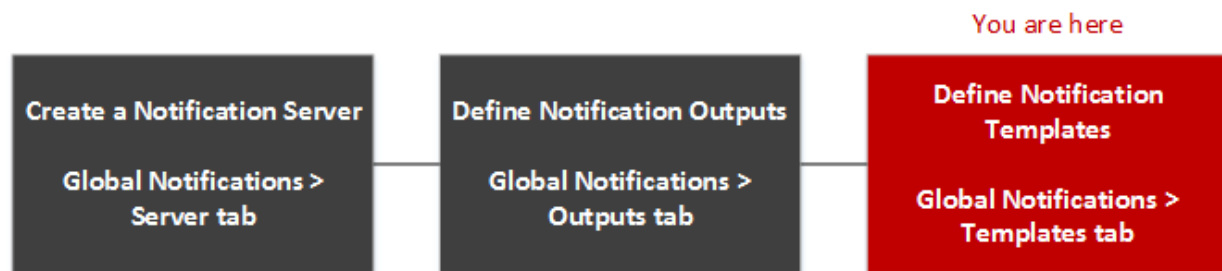 You are here
Create a Notification Server
Global Notifications >
Server tab
Define Notification Outputs
Global Notifications >
Outputs tab
Define Notification
Templates
Global Notifications >
Templates tab